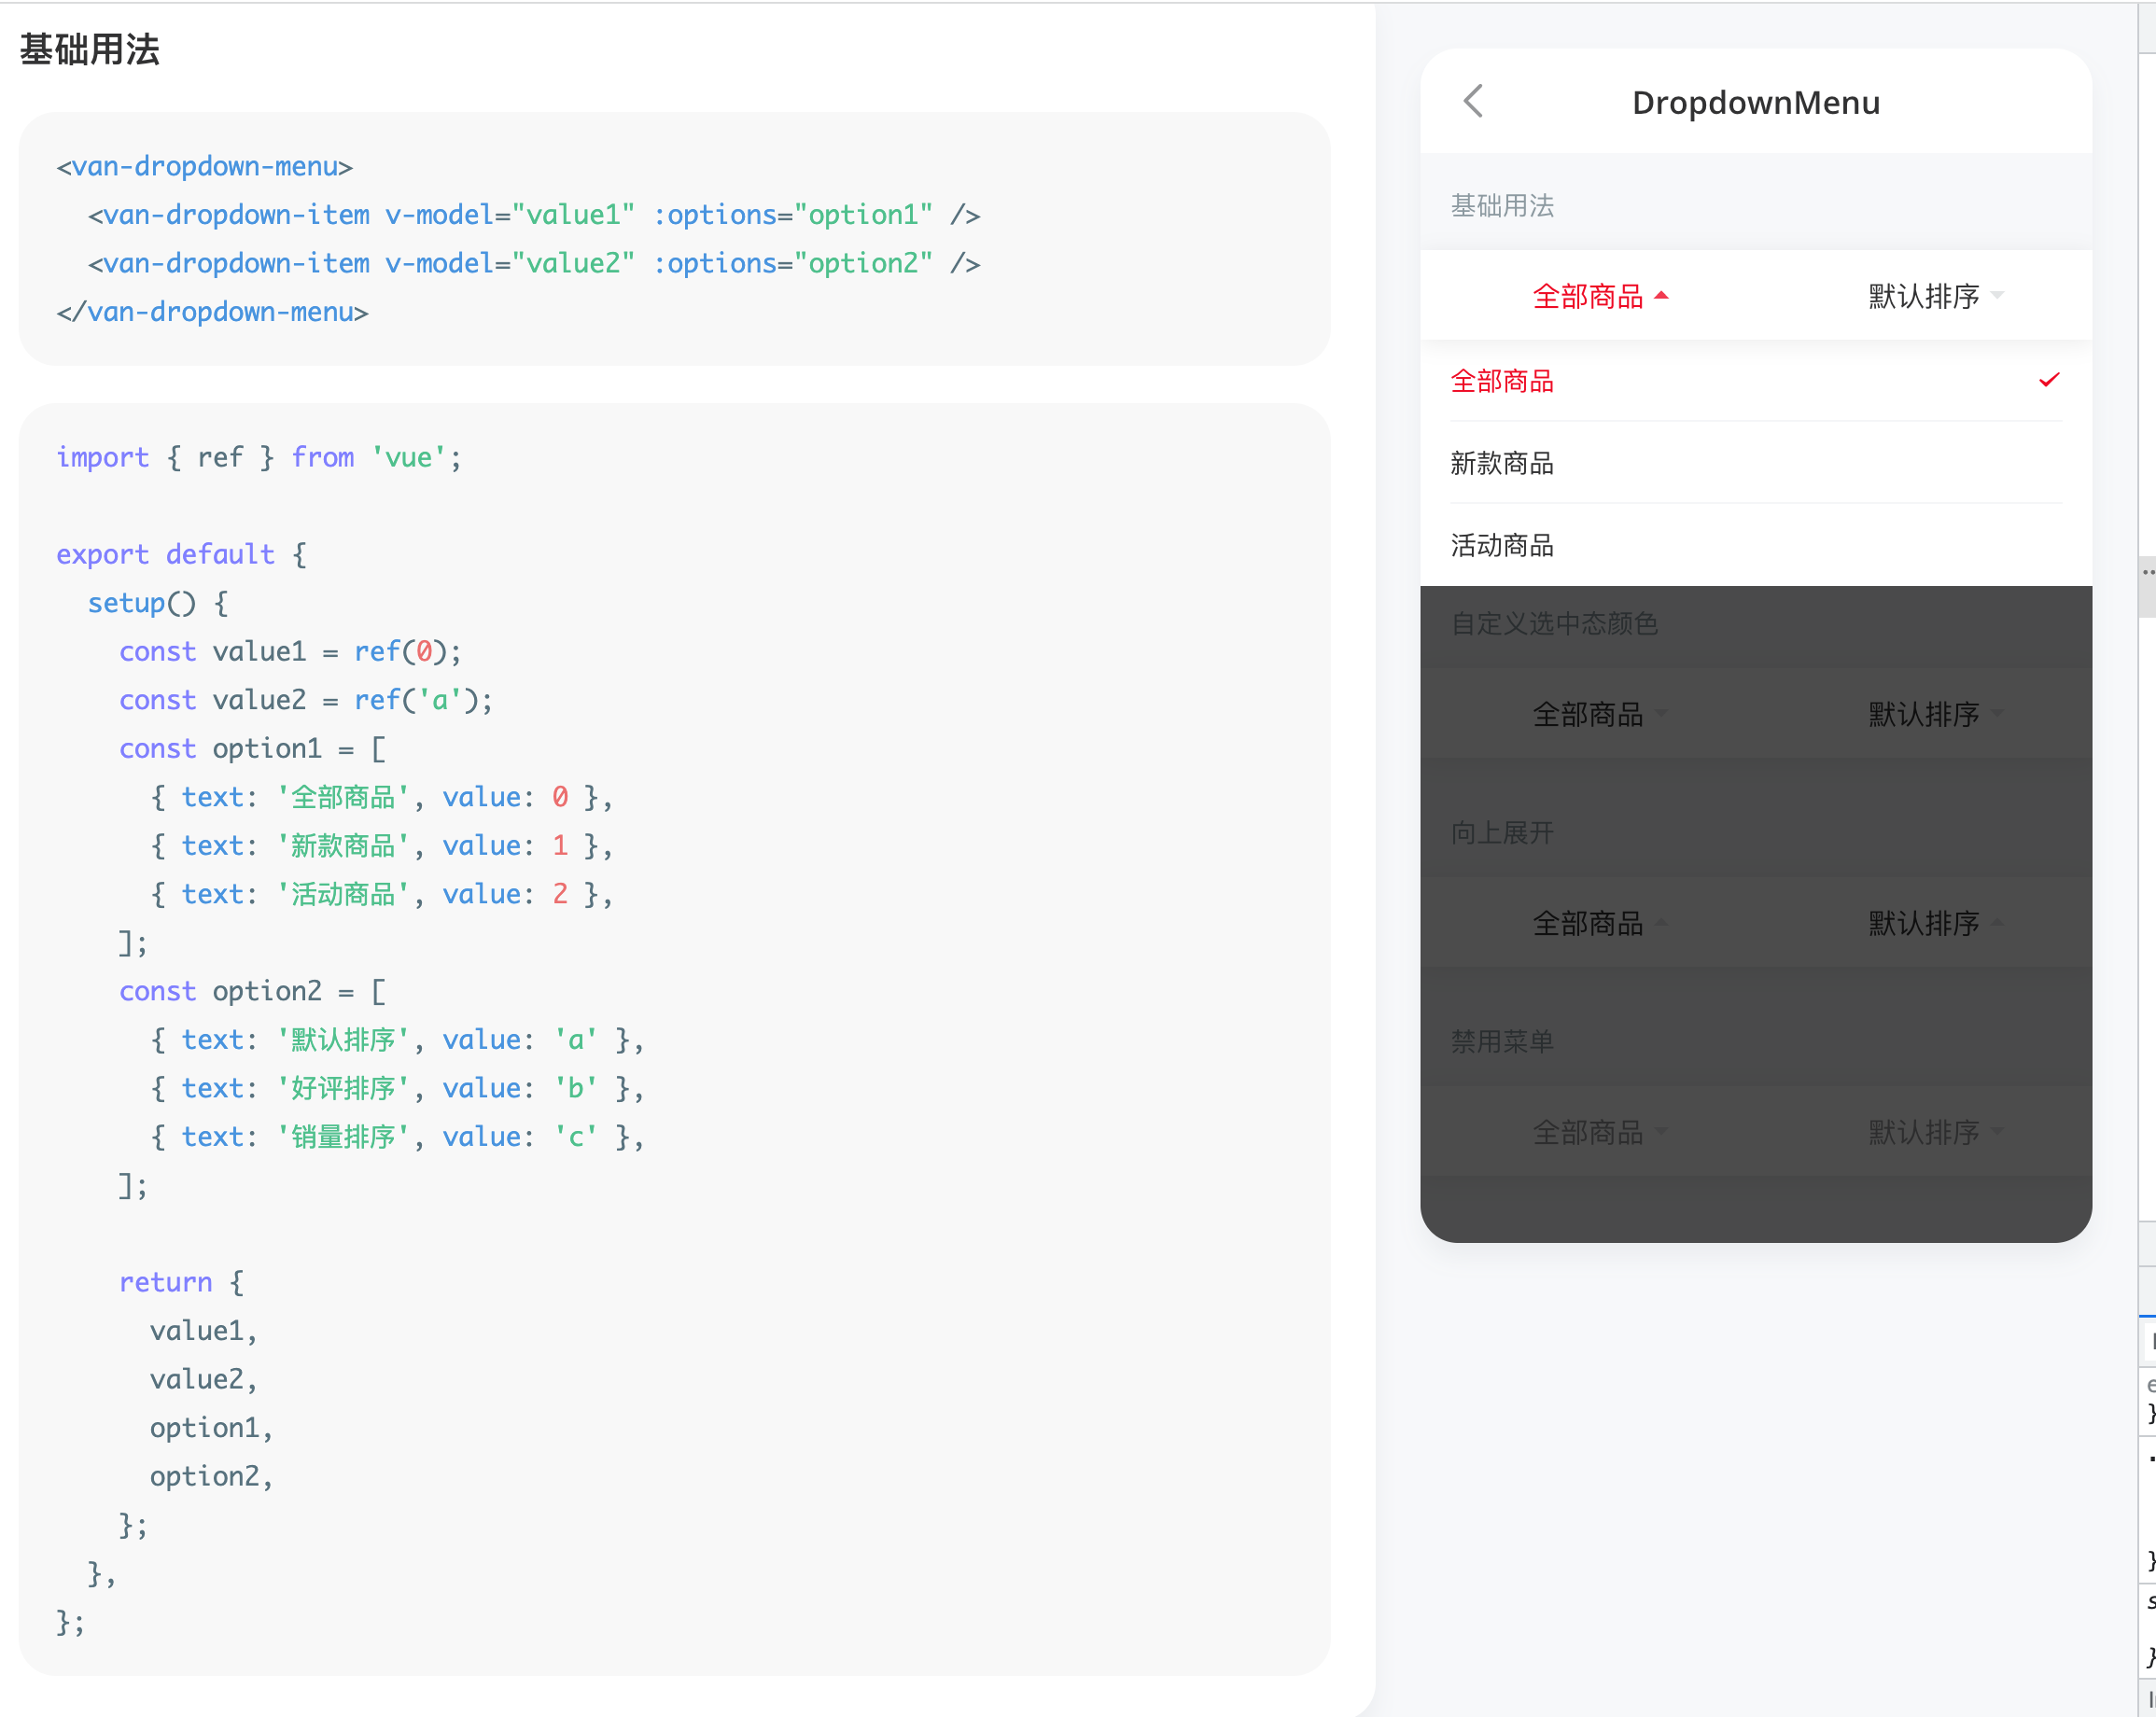 基础用法
<van-dropdown-menu>
  <van-dropdown-item v-model="value1" :options="option1" />
  <van-dropdown-item v-model="value2" :options="option2" />
</van-dropdown-menu>
import { ref } from 'vue';
export default {
  setup() {
    const value1 = ref(0);
    const value2 = ref('a');
    const option1 = [
      { text: '全部商品', value: 0 },
      { text: '新款商品', value: 1 },
      { text: '活动商品', value: 2 },
    ];
    const option2 = [
      { text: '默认排序', value: 'a' },
      { text: '好评排序', value: 'b' },
      { text: '销量排序', value: 'c' },
    ];
    return {
      value1,
      value2,
      option1,
      option2,
    };
  },
};
DropdownMenu
基础用法
全部商品 默认排序
全部商品
新款商品
活动商品
自定义选中态颜色
全部商品 默认排序
向上展开
全部商品 默认排序
禁用菜单
全部商品 默认排序